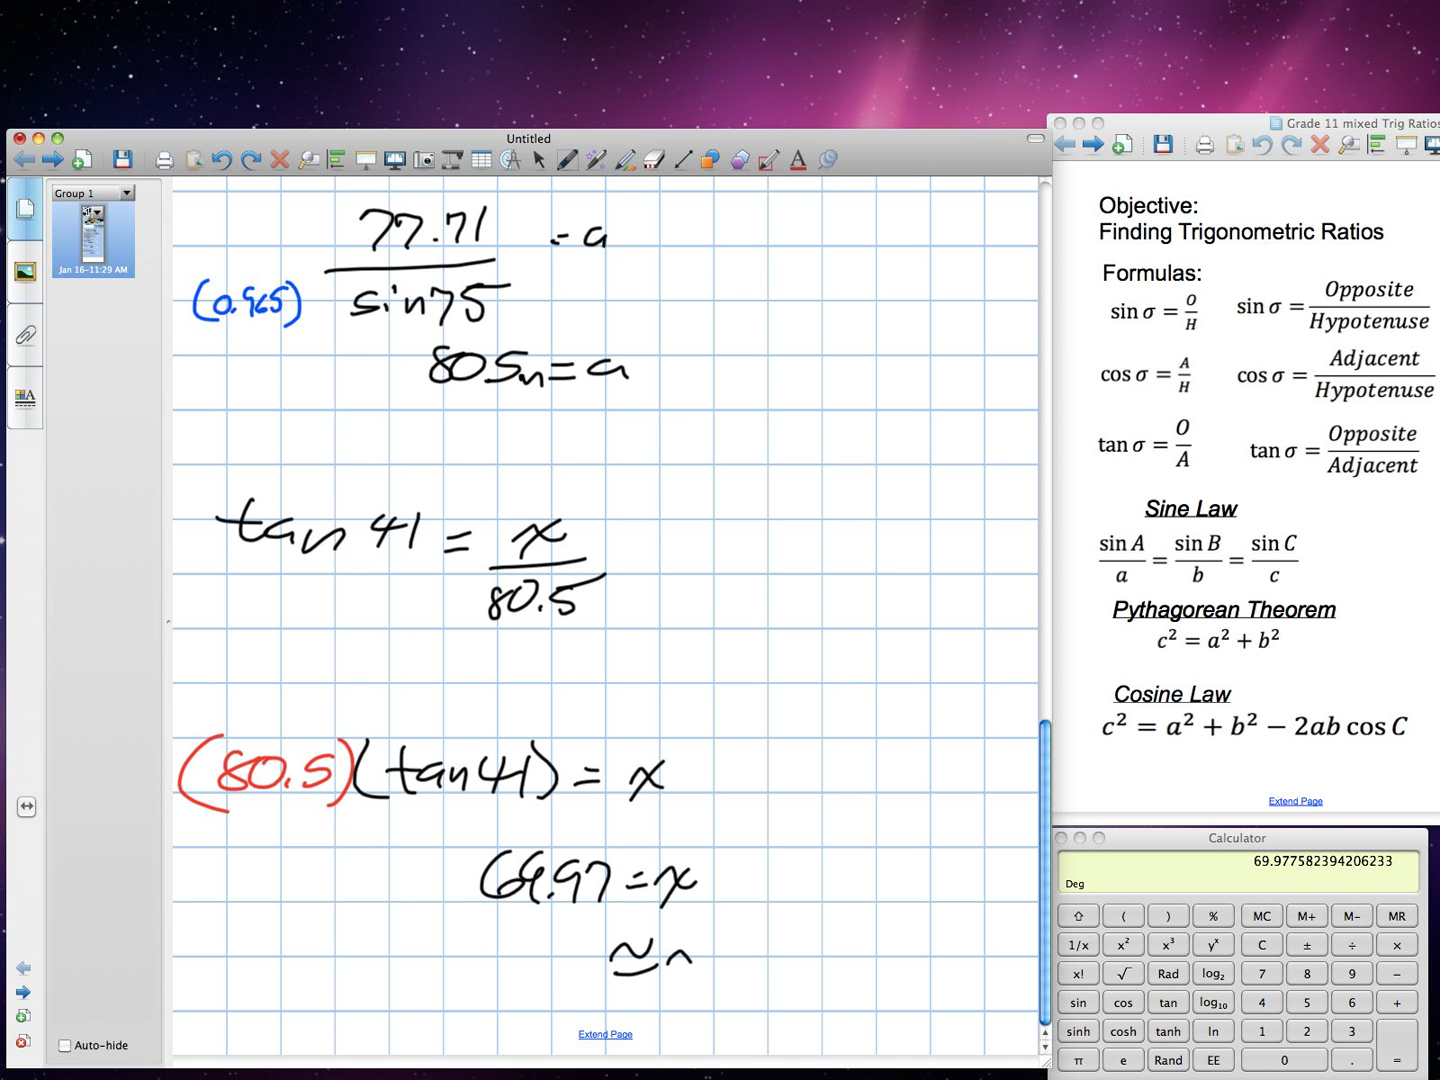 Untitled
Grade 11 mixed Trig Ratios
Group 1
Jan 16-11:29 AM
77.71 = a
(0.965) sin75
80.5m = a
tan 41 = x
80.5
(80.5)(tan 41) = x
69.97 = x
Extend Page
Auto-hide
Objective:
Finding Trigonometric Ratios
Formulas:
sin σ = O/H sin σ = Opposite/Hypotenuse
cos σ = A/H cos σ = Adjacent/Hypotenuse
tan σ = O/A tan σ = Opposite/Adjacent
Sine Law
sin A/a = sin B/b = sin C/c
Pythagorean Theorem
c² = a² + b²
Cosine Law
c² = a² + b² − 2ab cos C
Extend Page
Calculator
69.977582394206233
Deg
⇧ ( ) % MC M+ M− MR
1/x x² x³ yˣ C ± ÷ ×
x! √ Rad log₂ 7 8 9 −
sin cos tan log₁₀ 4 5 6 +
sinh cosh tanh ln 1 2 3
π e Rand EE 0 . =